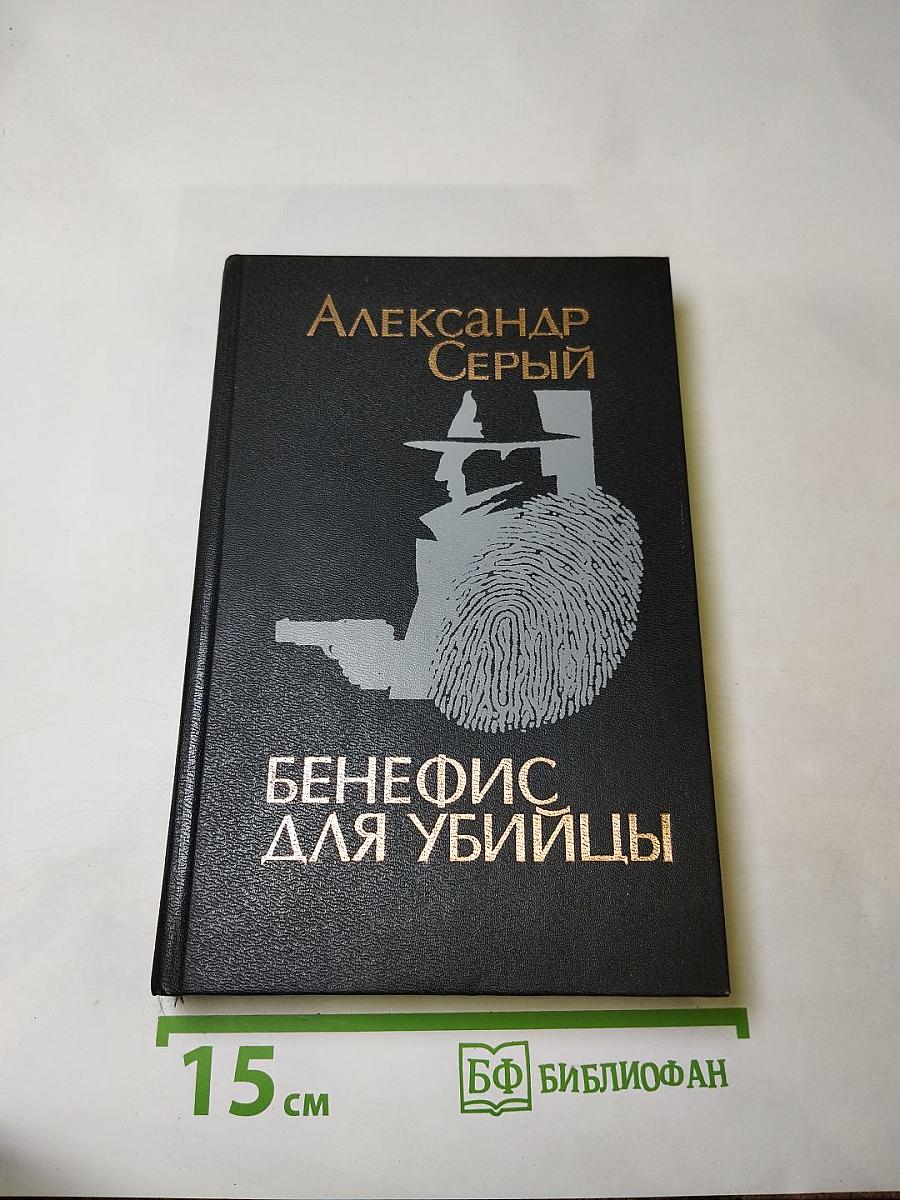 Александр
Серый
БЕНЕФИС
ДЛЯ УБИЙЦЫ
15 см
БФ БИБЛИОФАН